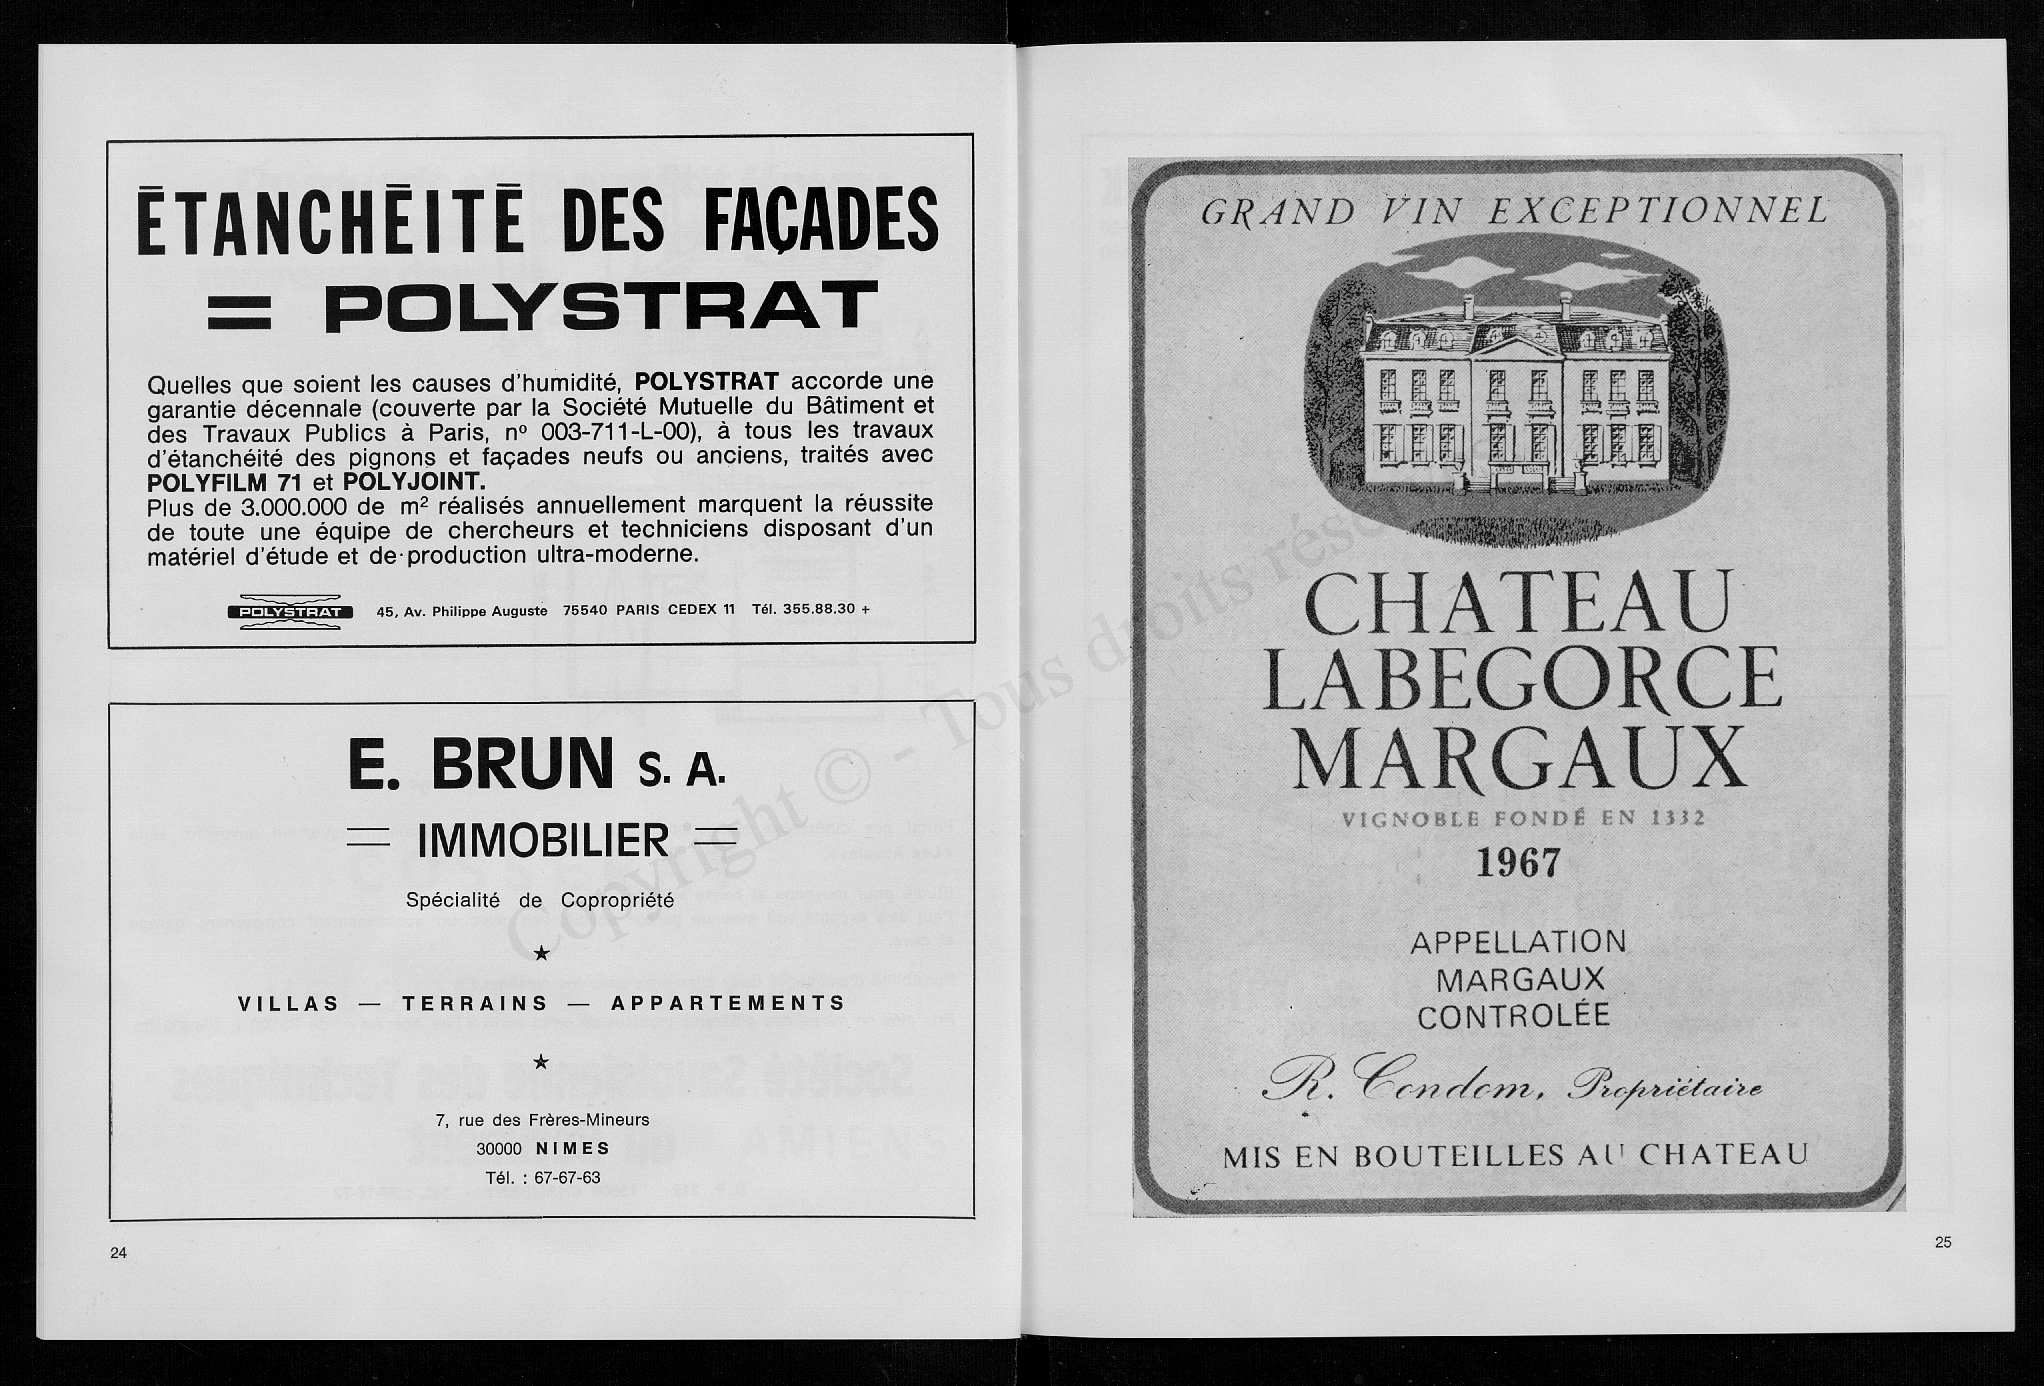 ÉTANCHÉITÉ DES FAÇADES
= POLYSTRAT
Quelles que soient les causes d'humidité, POLYSTRAT accorde une
garantie décennale (couverte par la Société Mutuelle du Bâtiment et
des Travaux Publics à Paris, nº 003-711-L-00), à tous les travaux
d'étanchéité des pignons et façades neufs ou anciens, traités avec
POLYFILM 71 et POLYJOINT.
Plus de 3.000.000 de m² réalisés annuellement marquent la réussite
de toute une équipe de chercheurs et techniciens disposant d'un
matériel d'étude et de production ultra-moderne.
POLYSTRAT 45, Av. Philippe Auguste 75540 PARIS CEDEX 11 Tél. 355.88.30 +
E. BRUN S. A.
= IMMOBILIER =
Spécialité de Copropriété
★
VILLAS — TERRAINS — APPARTEMENTS
★
7, rue des Frères-Mineurs
30000 NIMES
Tél. : 67-67-63
24
GRAND VIN EXCEPTIONNEL
CHATEAU
LABEGORCE
MARGAUX
VIGNOBLE FONDÉ EN 1332
1967
APPELLATION
MARGAUX
CONTROLÉE
R. Condom, Propriétaire
MIS EN BOUTEILLES AU CHATEAU
25
Copyright © - Tous droits réservés